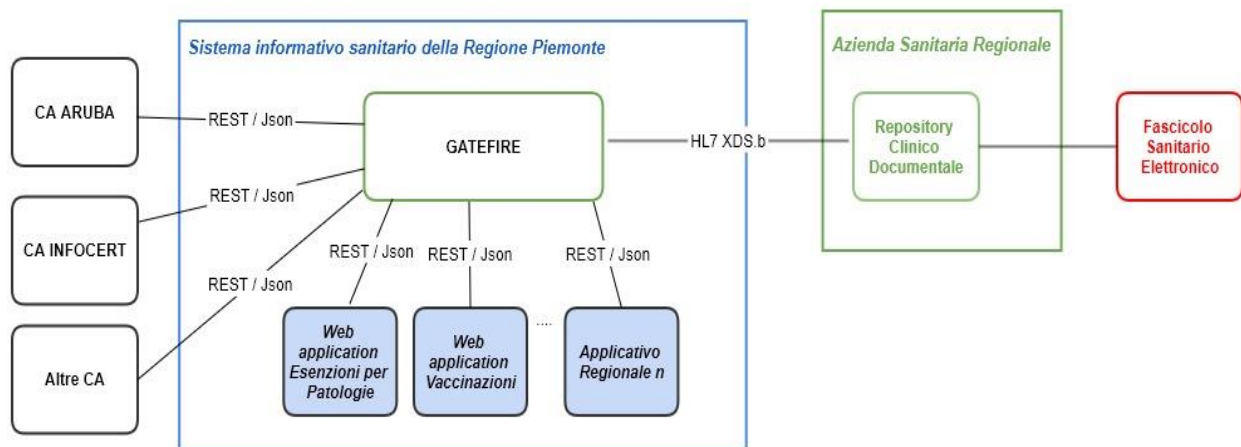 Sistema informativo sanitario della Regione Piemonte
Azienda Sanitaria Regionale
CA ARUBA
REST / Json
GATEFIRE
HL7 XDS.b
Repository
Clinico
Documentale
Fascicolo
Sanitario
Elettronico
REST / Json
CA INFOCERT
REST / Json
REST / Json
REST / Json
REST / Json
Altre CA
Web
application
Esenzioni per
Patologie
Web
application
Vaccinazioni
....
Applicativo
Regionale n